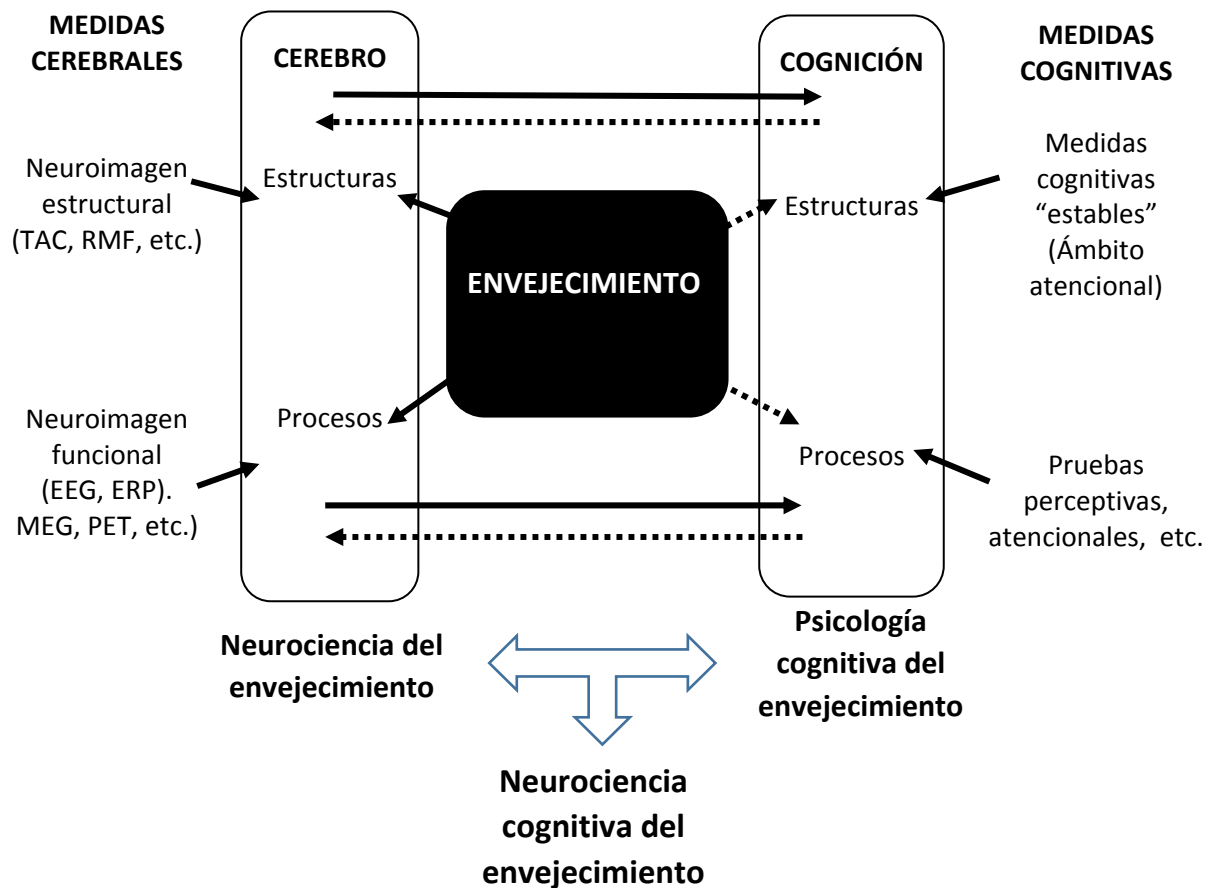 MEDIDAS
CEREBRALES
CEREBRO
COGNICIÓN
MEDIDAS
COGNITIVAS
Neuroimagen
estructural
(TAC, RMF, etc.)
Estructuras
ENVEJECIMIENTO
Estructuras
Medidas
cognitivas
“estables”
(Ámbito
atencional)
Neuroimagen
funcional
(EEG, ERP).
MEG, PET, etc.)
Procesos
Procesos
Pruebas
perceptivas,
atencionales, etc.
Neurociencia del
envejecimiento
Psicología
cognitiva del
envejecimiento
Neurociencia
cognitiva del
envejecimiento